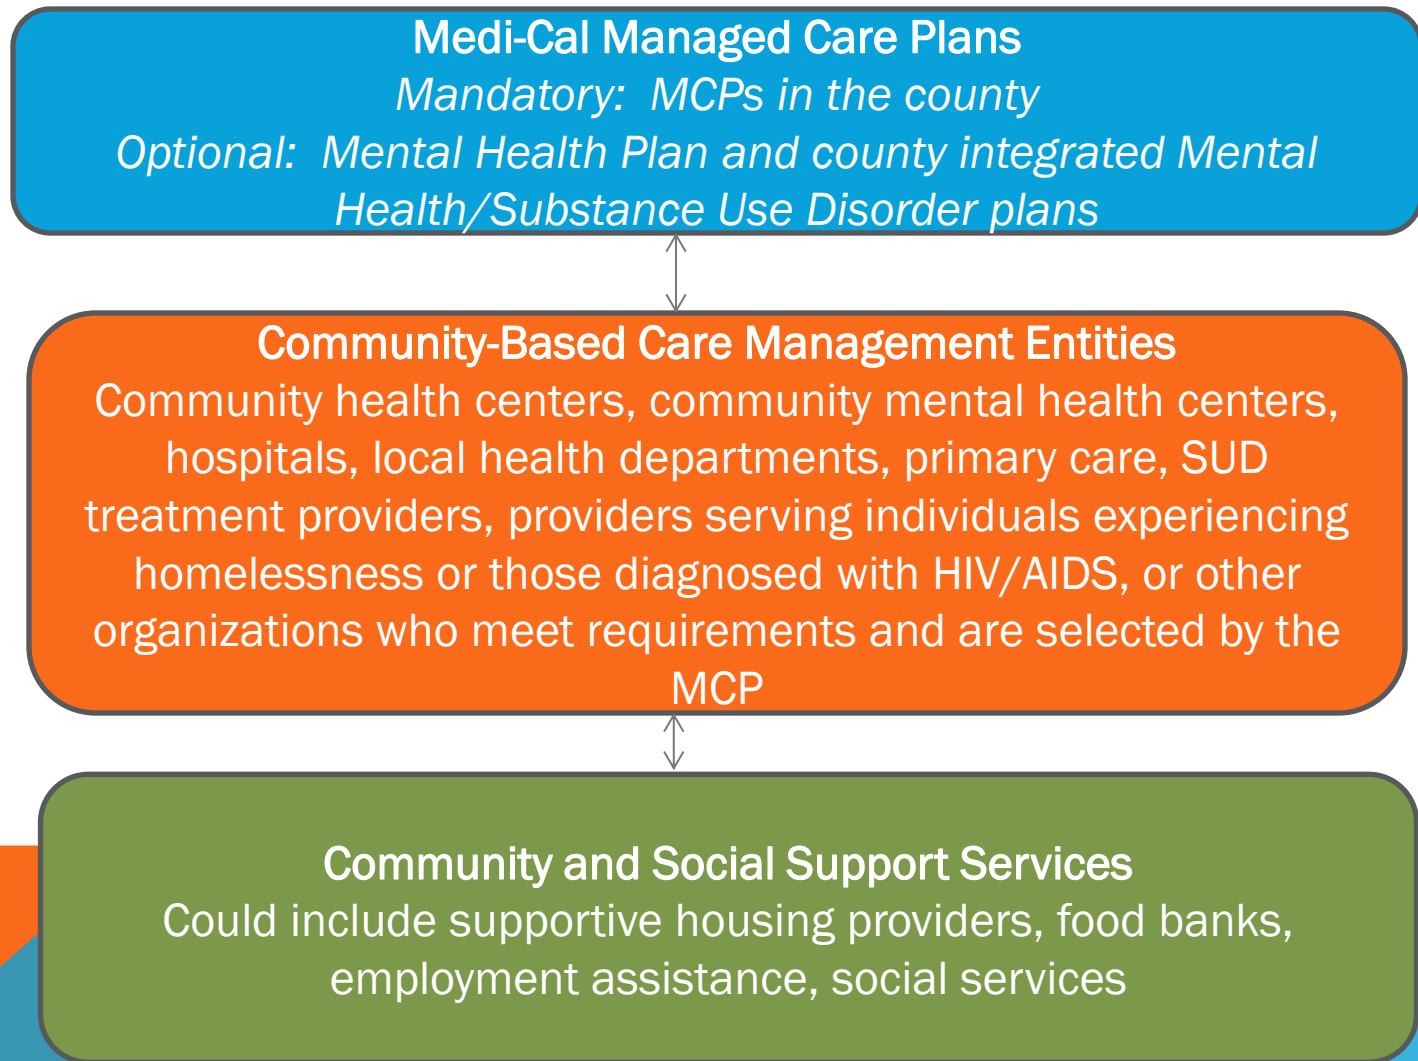 Medi-Cal Managed Care Plans
Mandatory:  MCPs in the county
Optional:  Mental Health Plan and county integrated Mental
Health/Substance Use Disorder plans
Community-Based Care Management Entities
Community health centers, community mental health centers,
hospitals, local health departments, primary care, SUD
treatment providers, providers serving individuals experiencing
homelessness or those diagnosed with HIV/AIDS, or other
organizations who meet requirements and are selected by the
MCP
Community and Social Support Services
Could include supportive housing providers, food banks,
employment assistance, social services